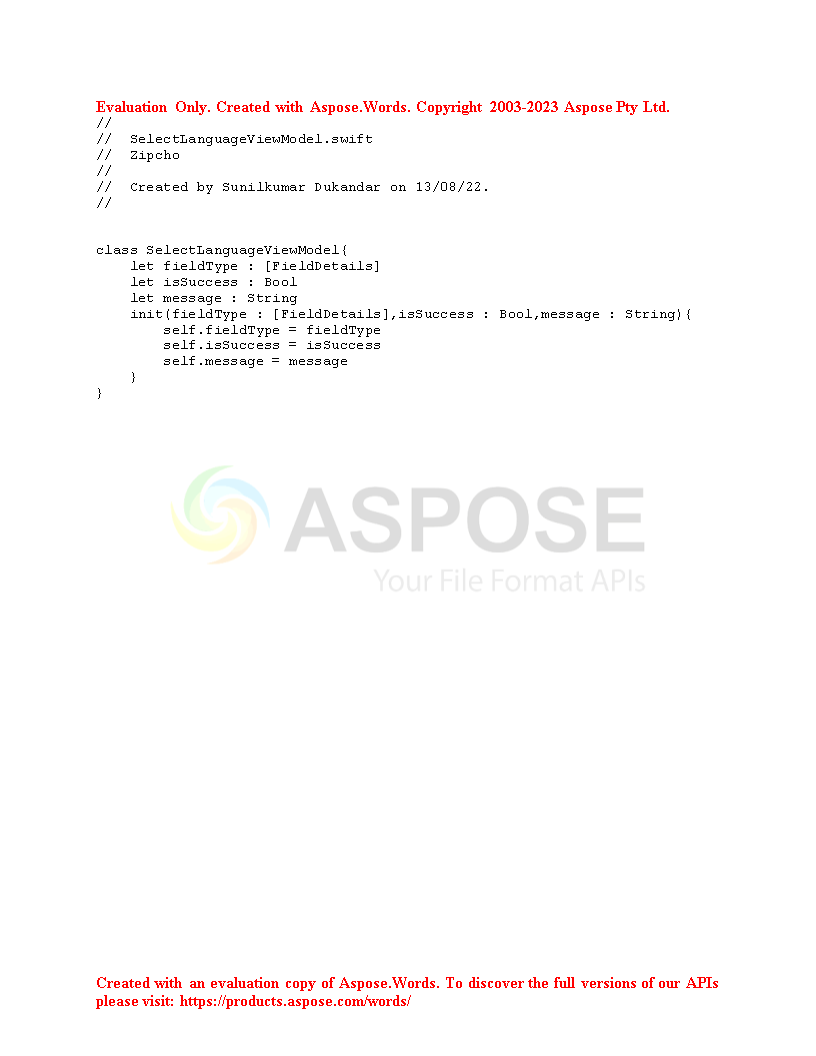 Evaluation Only. Created with Aspose.Words. Copyright 2003-2023 Aspose Pty Ltd.
//
//  SelectLanguageViewModel.swift
//  Zipcho
//
//  Created by Sunilkumar Dukandar on 13/08/22.
//
class SelectLanguageViewModel{
    let fieldType : [FieldDetails]
    let isSuccess : Bool
    let message : String
    init(fieldType : [FieldDetails],isSuccess : Bool,message : String){
        self.fieldType = fieldType
        self.isSuccess = isSuccess
        self.message = message
    }
}
ASPOSE
Your File Format APIs
Created with an evaluation copy of Aspose.Words. To discover the full versions of our APIs
please visit: https://products.aspose.com/words/